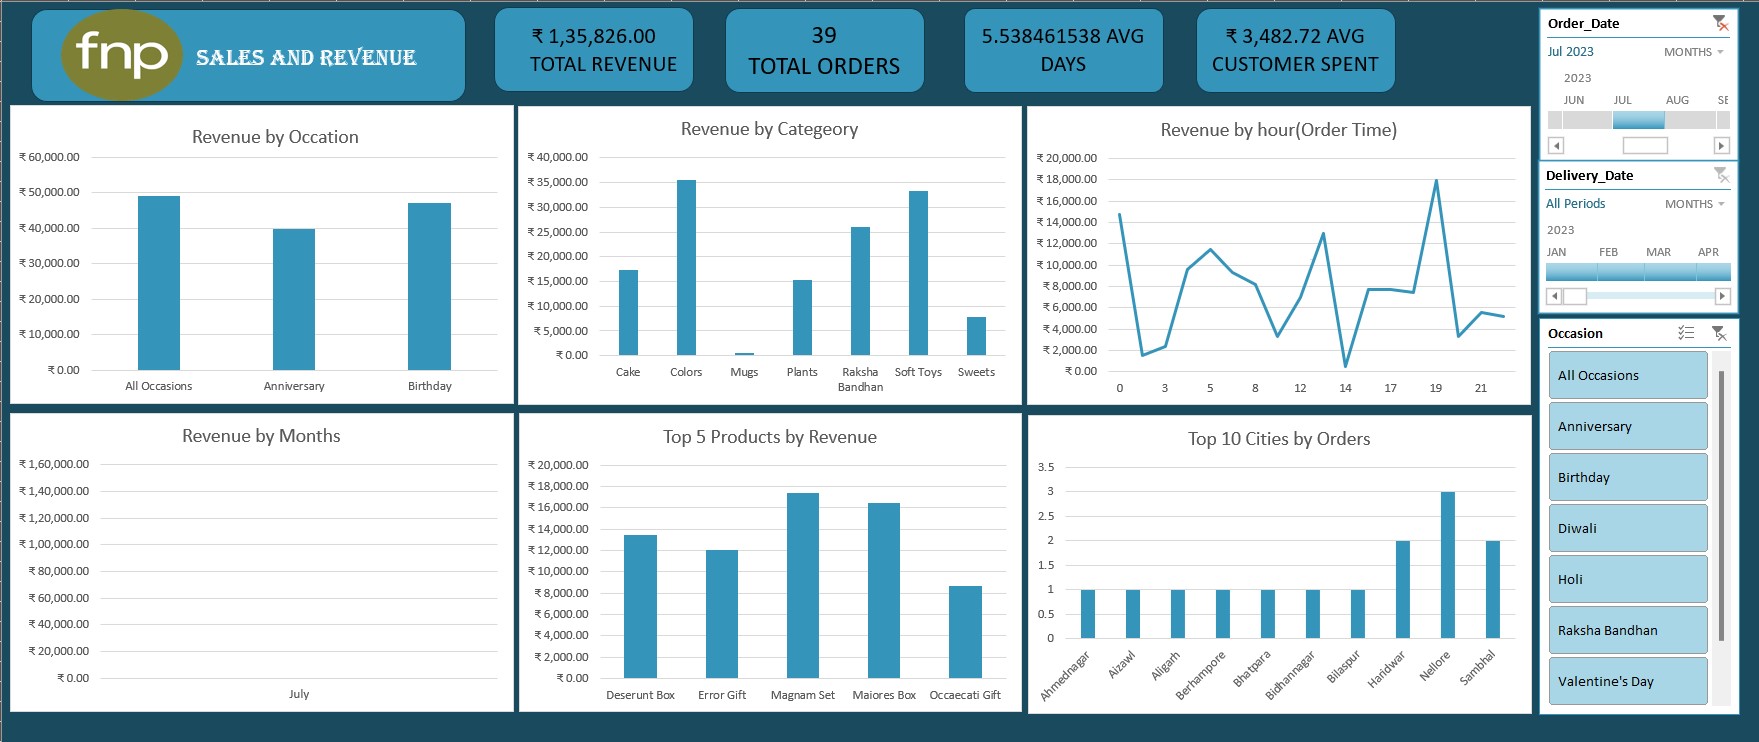 fnp
SALES AND REVENUE
₹ 1,35,826.00
TOTAL REVENUE
39
TOTAL ORDERS
5.538461538 AVG
DAYS
₹ 3,482.72 AVG
CUSTOMER SPENT
Order_Date
Jul 2023
MONTHS
2023
JUN JUL AUG SE
Delivery_Date
All Periods
MONTHS
2023
JAN FEB MAR APR
Occasion
All Occasions
Anniversary
Birthday
Diwali
Holi
Raksha Bandhan
Valentine's Day
Revenue by Occation
₹ 60,000.00
₹ 50,000.00
₹ 40,000.00
₹ 30,000.00
₹ 20,000.00
₹ 10,000.00
₹ 0.00
All Occasions Anniversary Birthday
Revenue by Categeory
₹ 40,000.00
₹ 35,000.00
₹ 30,000.00
₹ 25,000.00
₹ 20,000.00
₹ 15,000.00
₹ 10,000.00
₹ 5,000.00
₹ 0.00
Cake Colors Mugs Plants Raksha Soft Toys Sweets
Bandhan
Revenue by hour(Order Time)
₹ 20,000.00
₹ 18,000.00
₹ 16,000.00
₹ 14,000.00
₹ 12,000.00
₹ 10,000.00
₹ 8,000.00
₹ 6,000.00
₹ 4,000.00
₹ 2,000.00
₹ 0.00
0 3 5 8 12 14 17 19 21
Revenue by Months
₹ 1,60,000.00
₹ 1,40,000.00
₹ 1,20,000.00
₹ 1,00,000.00
₹ 80,000.00
₹ 60,000.00
₹ 40,000.00
₹ 20,000.00
₹ 0.00
July
Top 5 Products by Revenue
₹ 20,000.00
₹ 18,000.00
₹ 16,000.00
₹ 14,000.00
₹ 12,000.00
₹ 10,000.00
₹ 8,000.00
₹ 6,000.00
₹ 4,000.00
₹ 2,000.00
₹ 0.00
Deserunt Box Error Gift Magnam Set Maiores Box Occaecati Gift
Top 10 Cities by Orders
3.5
3
2.5
2
1.5
1
0.5
0
Ahmednagar Aizawl Aligarh Berhampore Bhatpara Bidhannagar Bilaspur Haridwar Nellore Sambhal